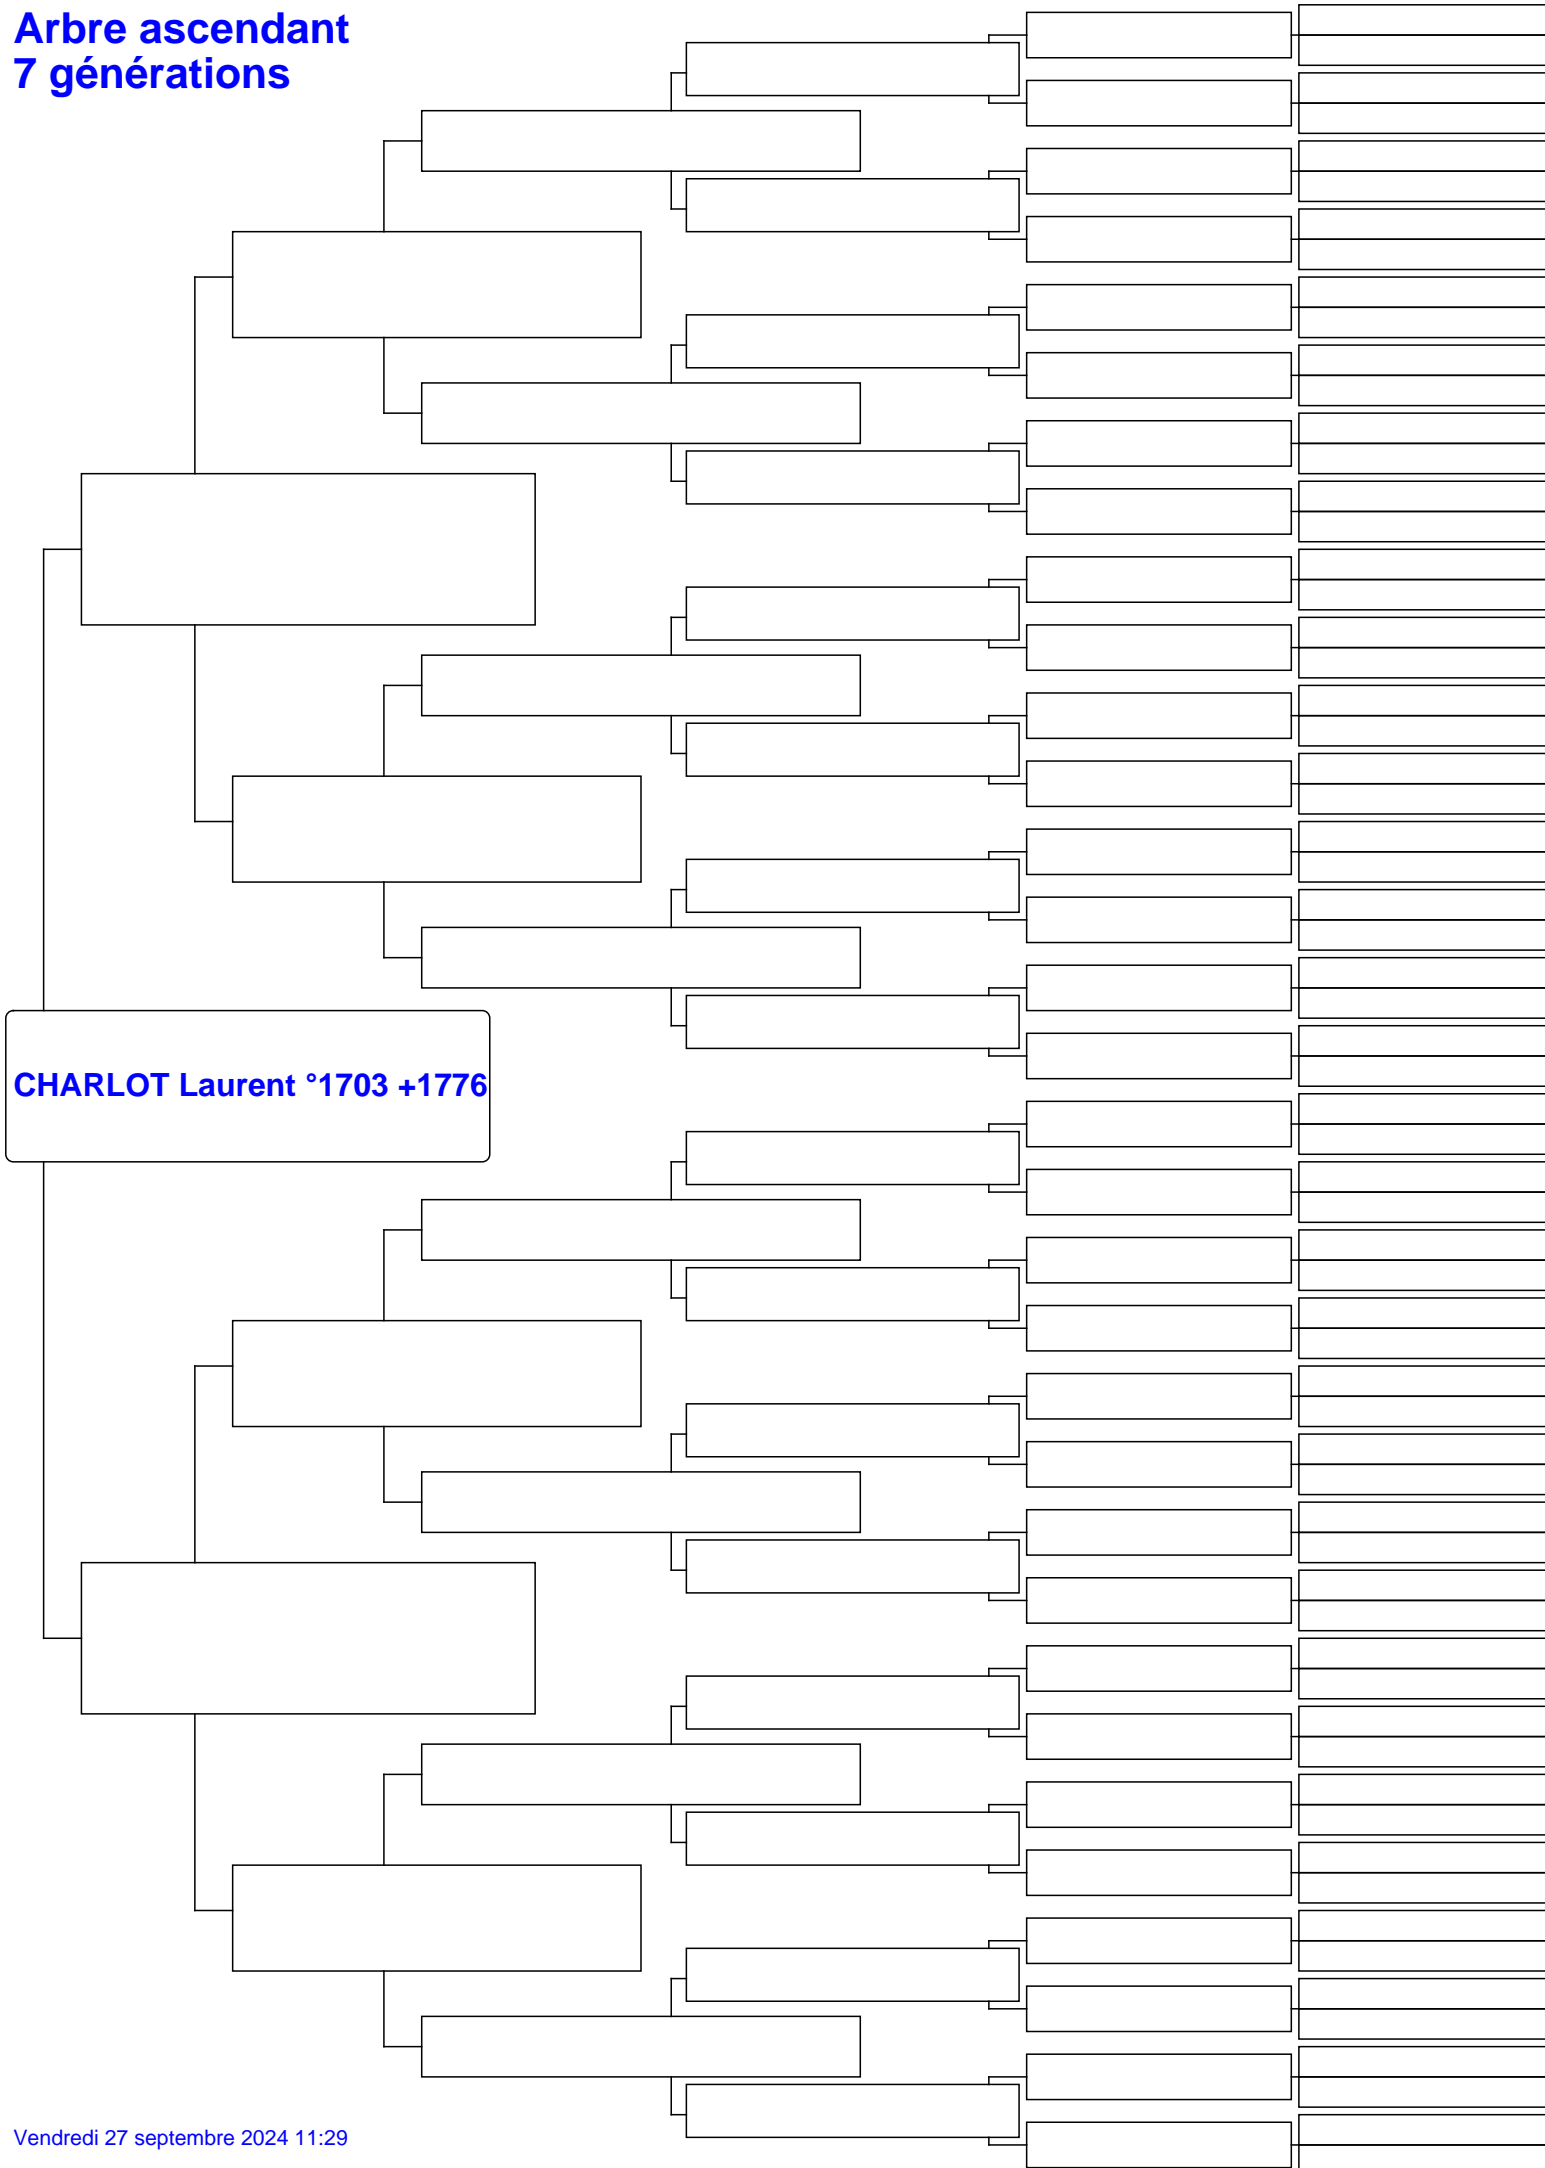 Arbre ascendant
7 générations
CHARLOT Laurent °1703 +1776
Vendredi 27 septembre 2024 11:29